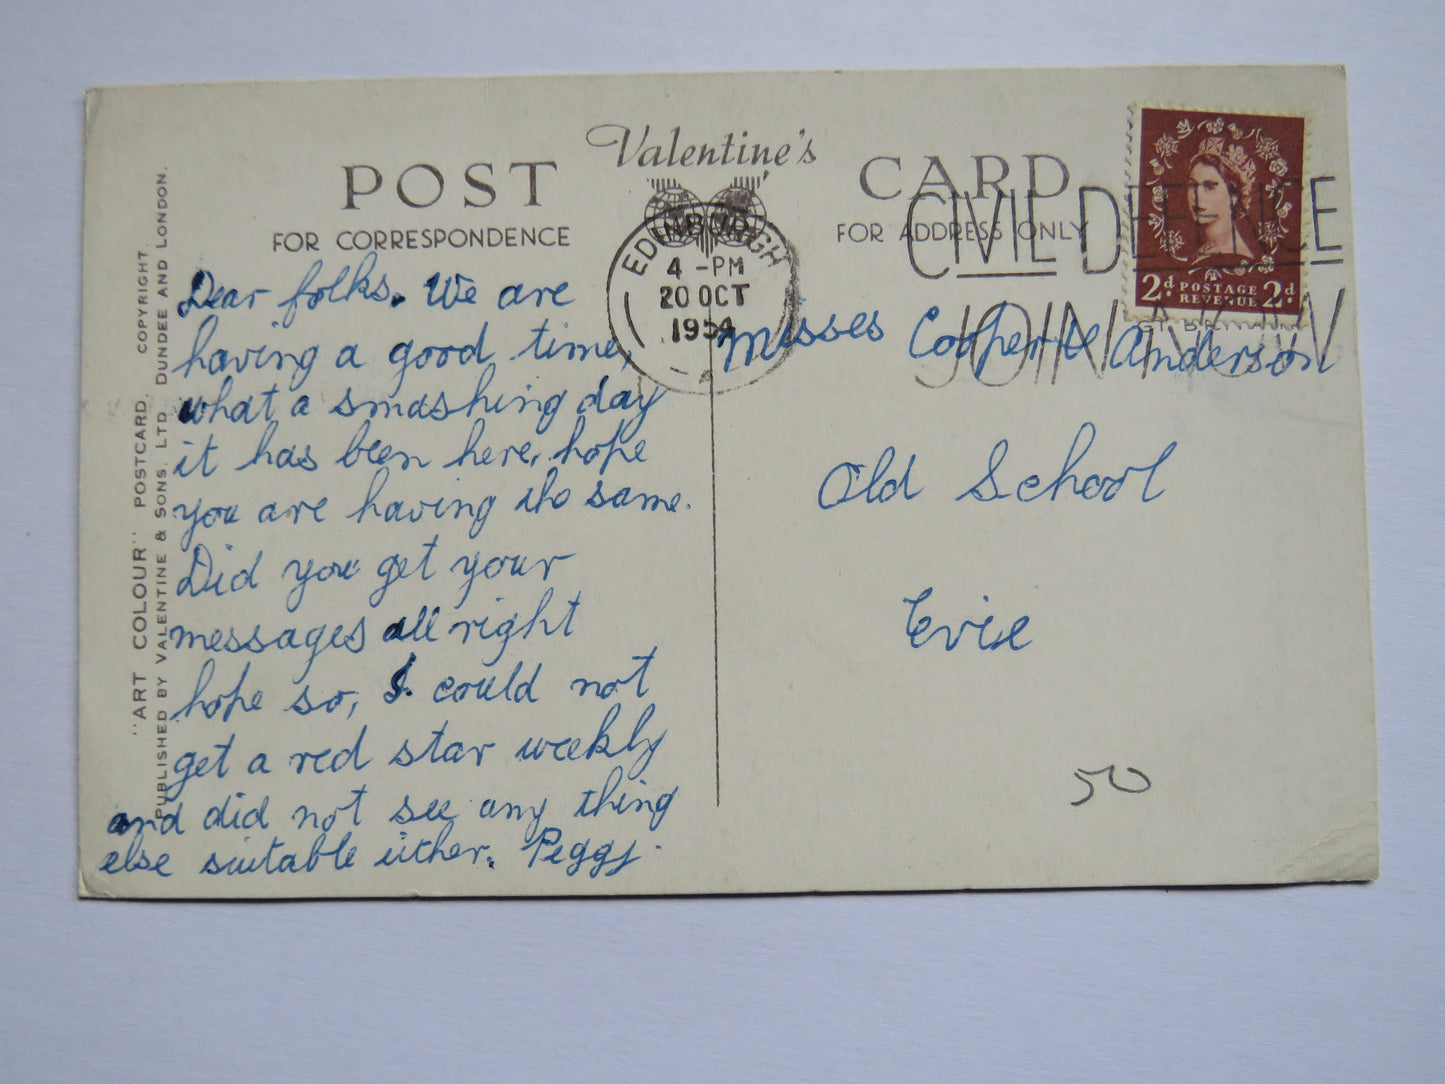 Valentine's
POST CARD
FOR CORRESPONDENCE
FOR ADDRESS ONLY
EDINBURGH
4 - PM
20 OCT
1954
CIVIL DEFENCE
JOIN NOW
2d POSTAGE REVENUE 2d
"ART COLOUR" POSTCARD. COPYRIGHT.
PUBLISHED BY VALENTINE & SONS, LTD. DUNDEE AND LONDON.
Dear folks. We are
having a good time,
what a smashing day
it has been here, hope
you are having the same.
Did you get your
messages all right
hope so, I could not
get a red star weekly
and did not see any thing
else suitable either. Peggy.
Misses Cooper & Anderson
Old School
Evie
50